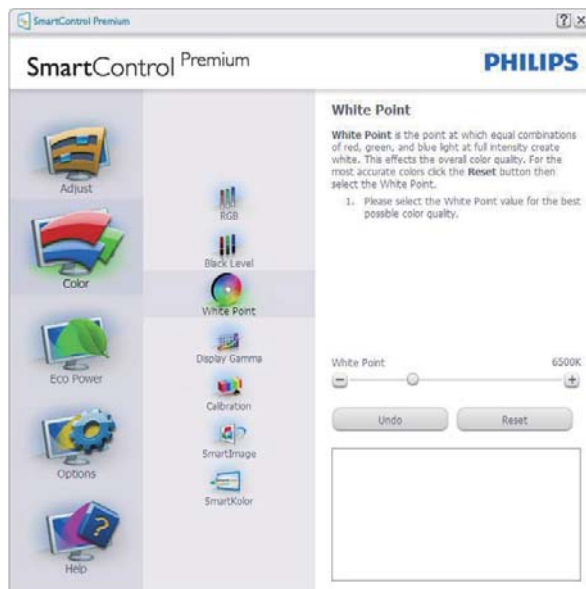 SmartControl Premium
SmartControl Premium
PHILIPS
Adjust
Color
Eco Power
Options
Help
RGB
Black Level
White Point
Display Gamma
Calibration
SmartImage
SmartKolor
White Point
White Point is the point at which equal combinations
of red, green, and blue light at full intensity create
white. This effects the overall color quality. For the
most accurate colors click the Reset button then
select the White Point.
1. Please select the White Point value for the best
possible color quality.
White Point 6500K
Undo Reset